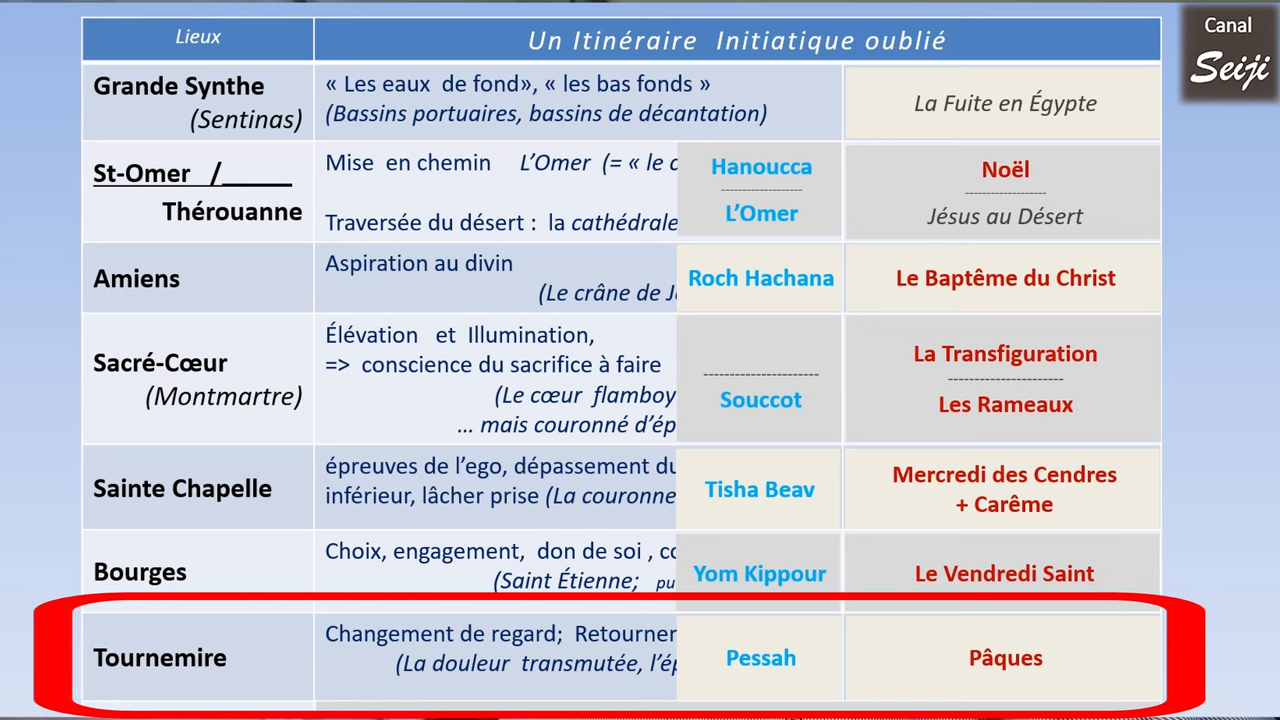 Lieux
Un Itinéraire Initiatique oublié
Canal
Seiji
Grande Synthe
(Sentinas)
« Les eaux de fond», « les bas fonds »
(Bassins portuaires, bassins de décantation)
La Fuite en Égypte
St-Omer /_____
Thérouanne
Mise en chemin L’Omer (= « le
Traversée du désert : la cathédrale
Hanoucca
--------------------
L’Omer
Noël
--------------------
Jésus au Désert
Amiens
Aspiration au divin
(Le crâne de
Roch Hachana
Le Baptême du Christ
Sacré-Cœur
(Montmartre)
Élévation et Illumination,
=> conscience du sacrifice à faire
(Le cœur flamboy
... mais couronné d’ép
----------------------
Souccot
La Transfiguration
----------------------
Les Rameaux
Sainte Chapelle
épreuves de l’ego, dépassement du
inférieur, lâcher prise (La couronne
Tisha Beav
Mercredi des Cendres
+ Carême
Bourges
Choix, engagement, don de soi ,
(Saint Étienne; pu
Yom Kippour
Le Vendredi Saint
Tournemire
Changement de regard; Retourner
(La douleur transmutée, l’ép
Pessah
Pâques